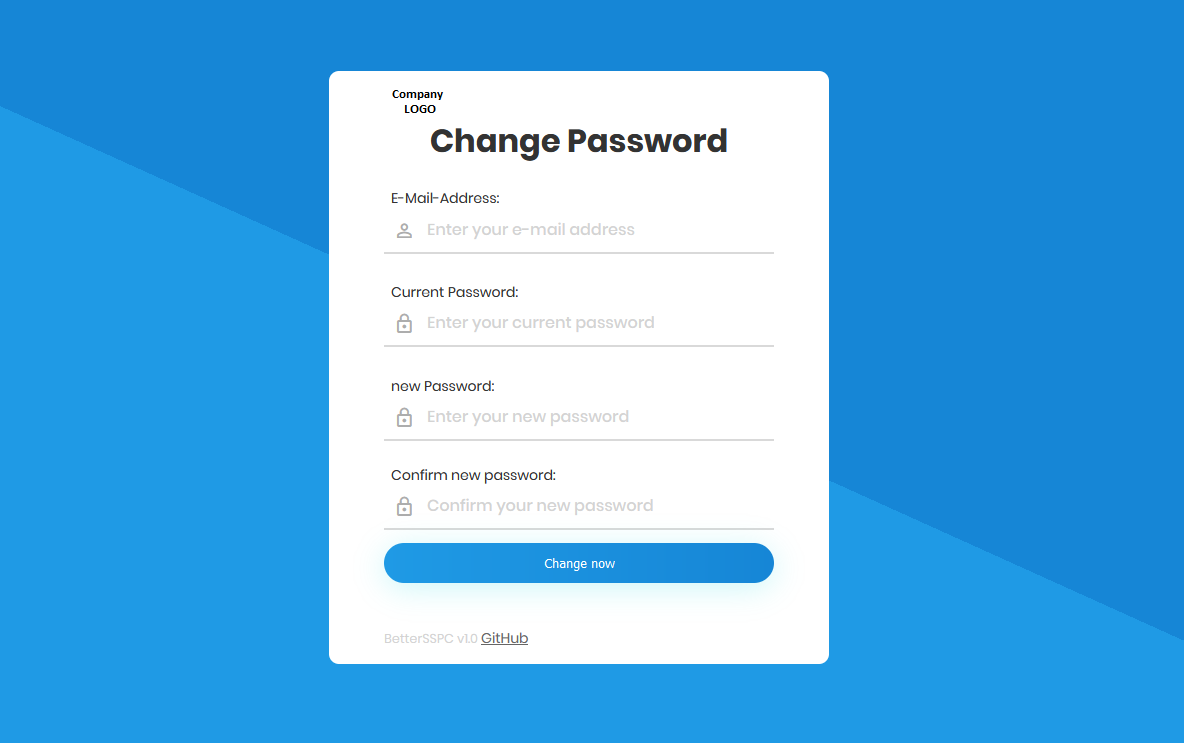 Company
LOGO
Change Password
E-Mail-Address:
Enter your e-mail address
Current Password:
Enter your current password
new Password:
Enter your new password
Confirm new password:
Confirm your new password
Change now
BetterSSPC v1.0 GitHub